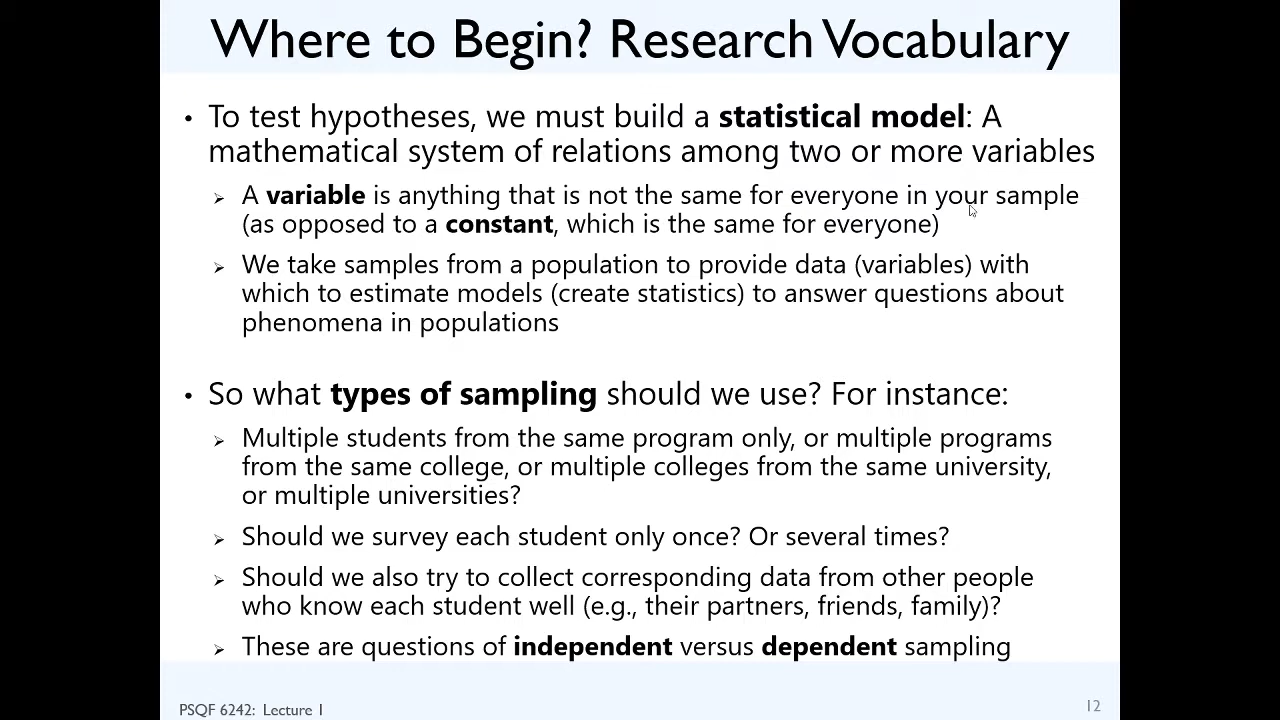 Where to Begin? Research Vocabulary
• To test hypotheses, we must build a statistical model: A
mathematical system of relations among two or more variables
➢ A variable is anything that is not the same for everyone in your sample
(as opposed to a constant, which is the same for everyone)
➢ We take samples from a population to provide data (variables) with
which to estimate models (create statistics) to answer questions about
phenomena in populations
• So what types of sampling should we use? For instance:
➢ Multiple students from the same program only, or multiple programs
from the same college, or multiple colleges from the same university,
or multiple universities?
➢ Should we survey each student only once? Or several times?
➢ Should we also try to collect corresponding data from other people
who know each student well (e.g., their partners, friends, family)?
➢ These are questions of independent versus dependent sampling
PSQF 6242: Lecture 1
12